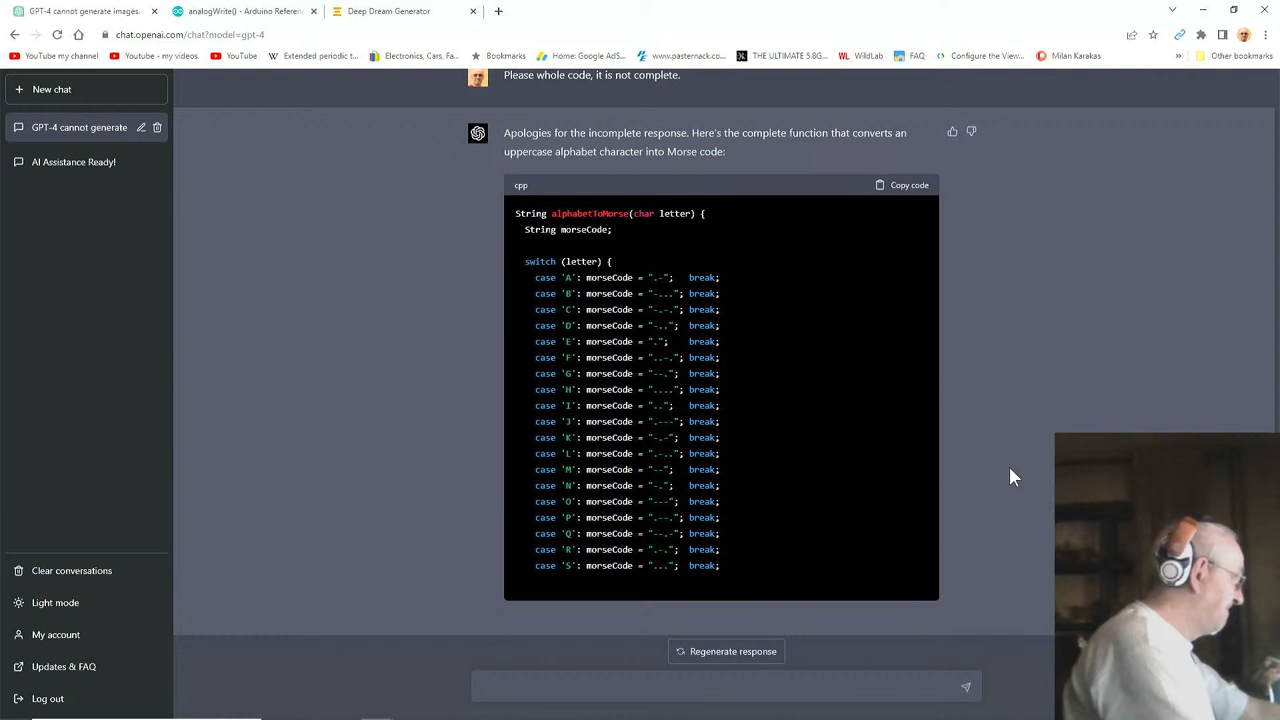 GPT-4 cannot generate images.
analogWrite() - Arduino Referen
Deep Dream Generator
chat.openai.com/chat?model=gpt-4
YouTube my channel
YouTube my videos
YouTube
Extended periodic t
Electronics, Cars, Fa...
Bookmarks
Home: Google AdS...
www.pasternack.co...
THE ULTIMATE 5.8G...
WL WildLab
FAQ
Configure the View...
Milan Karakas
Other bookmarks
New chat
GPT-4 cannot generate
AI Assistance Ready!
Please whole code, it is not complete.
Apologies for the incomplete response. Here's the complete function that converts an
uppercase alphabet character into Morse code:
cpp
Copy code
String alphabetToMorse(char letter) {
String morseCode;
switch (letter) {
case 'A': morseCode = ".-"; break;
case 'B': morseCode = "-..."; break;
case 'C': morseCode = "-.-."; break;
case 'D': morseCode = "-.."; break;
case 'E': morseCode = "."; break;
case 'F': morseCode = "..-."; break;
case 'G': morseCode = "--."; break;
case 'H': morseCode = "...."; break;
case 'I': morseCode = ".."; break;
case 'J': morseCode = ".---"; break;
case 'K': morseCode = "-.-"; break;
case 'L': morseCode = ".-.."; break;
case 'M': morseCode = "--"; break;
case 'N': morseCode = "-."; break;
case 'O': morseCode = "---"; break;
case 'P': morseCode = ".--."; break;
case 'Q': morseCode = "--.-"; break;
case 'R': morseCode = ".-."; break;
case 'S': morseCode = "..."; break;
Clear conversations
Light mode
My account
Updates & FAQ
Log out
Regenerate response